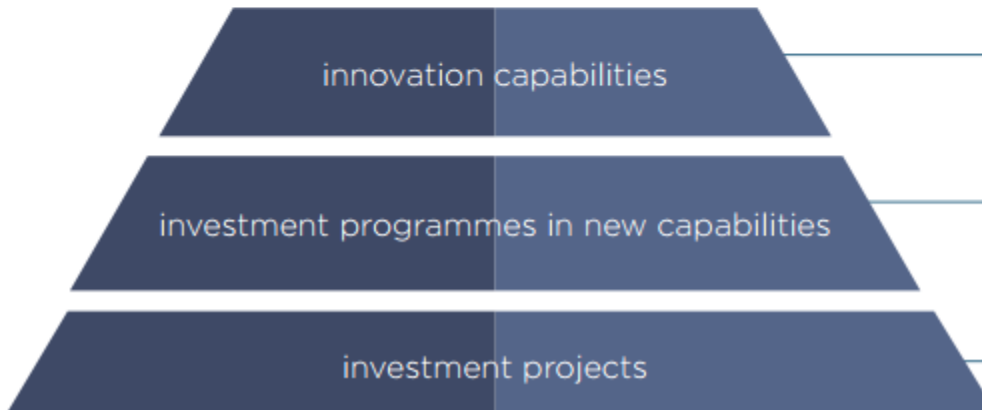 innovation capabilities
investment programmes in new capabilities
investment projects